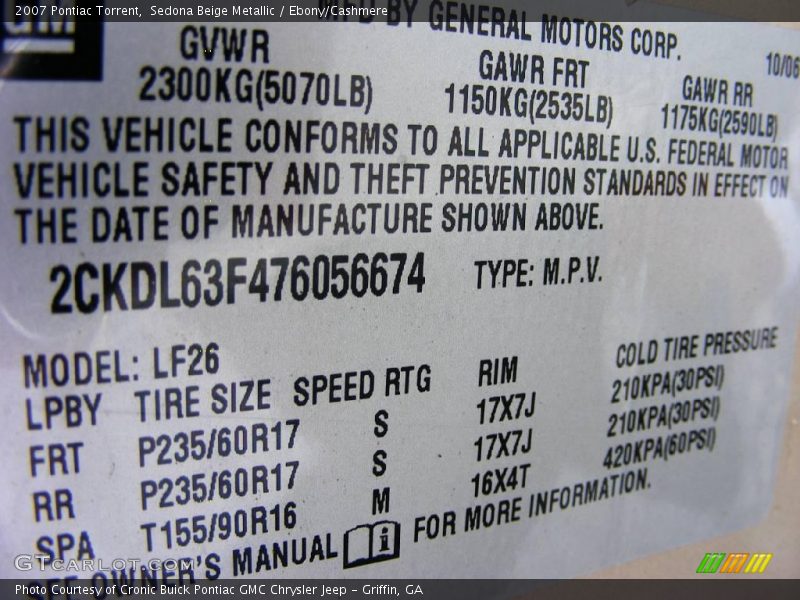 2007 Pontiac Torrent, Sedona Beige Metallic / Ebony/Cashmere
GM
MFD BY GENERAL MOTORS CORP.
10/06
GVWR GAWR FRT GAWR RR
2300KG(5070LB) 1150KG(2535LB) 1175KG(2590LB)
THIS VEHICLE CONFORMS TO ALL APPLICABLE U.S. FEDERAL MOTOR
VEHICLE SAFETY AND THEFT PREVENTION STANDARDS IN EFFECT ON
THE DATE OF MANUFACTURE SHOWN ABOVE.
2CKDL63F476056674 TYPE: M.P.V.
MODEL: LF26
LPBY TIRE SIZE SPEED RTG RIM COLD TIRE PRESSURE
FRT P235/60R17 S 17X7J 210KPA(30PSI)
RR P235/60R17 S 17X7J 210KPA(30PSI)
SPA T155/90R16 M 16X4T 420KPA(60PSI)
SEE OWNER'S MANUAL i FOR MORE INFORMATION.
GTcarlot.com
Photo Courtesy of Cronic Buick Pontiac GMC Chrysler Jeep - Griffin, GA